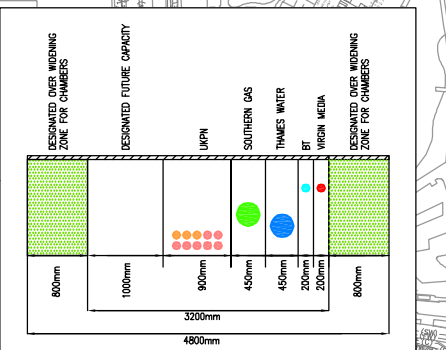 DESIGNATED OVER WIDENING
ZONE FOR CHAMBERS
DESIGNATED FUTURE CAPACITY
UKPN
SOUTHERN GAS
THAMES WATER
BT
VIRGIN MEDIA
DESIGNATED OVER WIDENING
ZONE FOR CHAMBERS
800mm
1000mm
900mm
450mm
450mm
200mm
200mm
800mm
3200mm
4800mm
(SW)